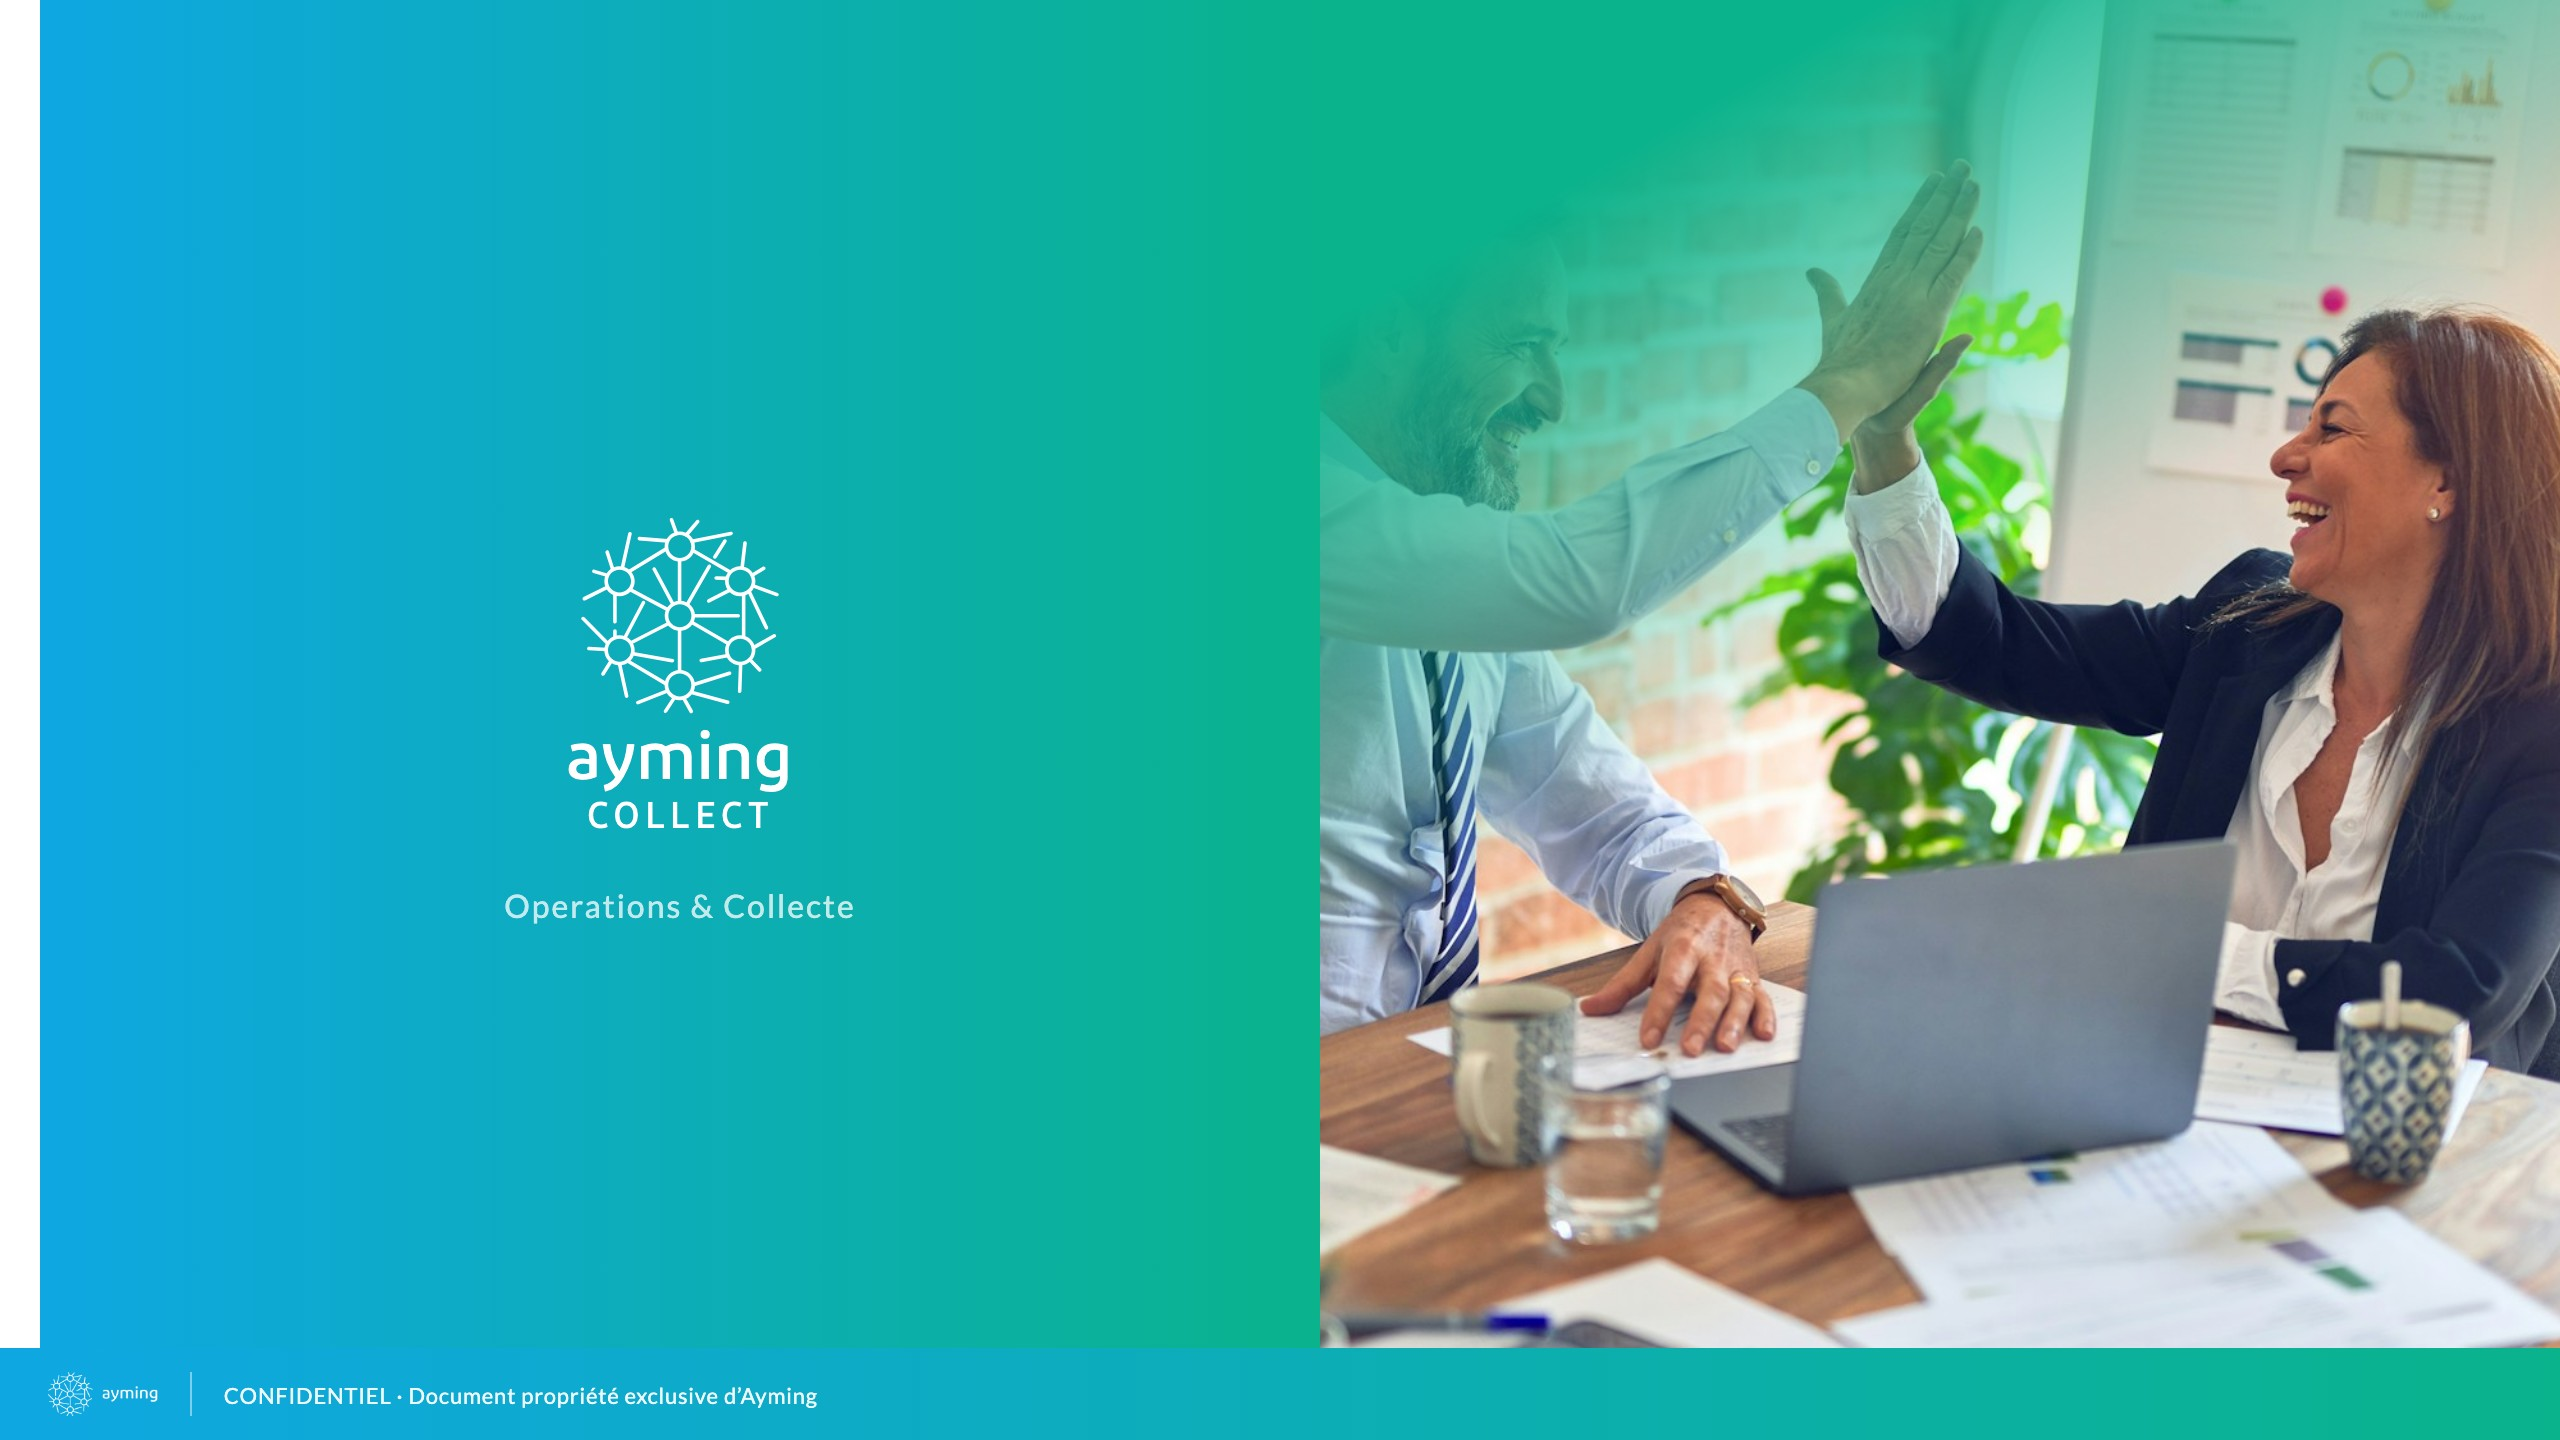 ayming
COLLECT
Operations & Collecte
ayming
CONFIDENTIEL · Document propriété exclusive d’Ayming